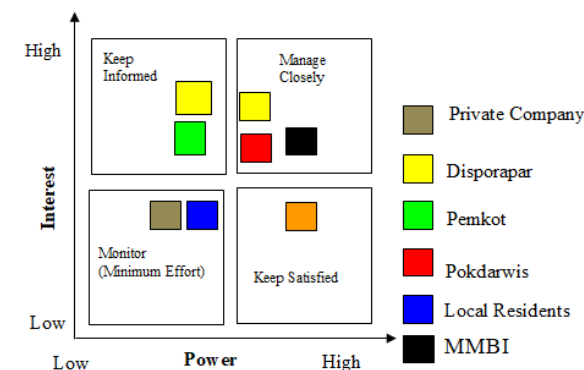 High
Keep
Informed
Manage
Closely
Private Company
Disporapar
Interest
Pemkot
Monitor
(Minimum Effort)
Keep Satisfied
Pokdarwis
Local Residents
Low
MMBI
Low
Power
High